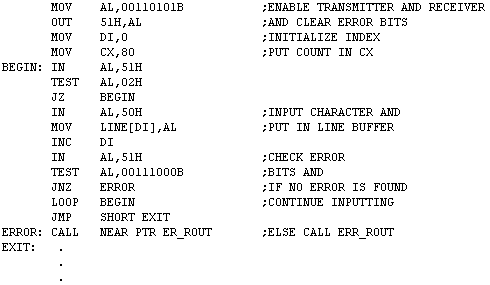 MOV AL,00110101B ;ENABLE TRANSMITTER AND RECEIVER
OUT 51H,AL ;AND CLEAR ERROR BITS
MOV DI,0 ;INITIALIZE INDEX
MOV CX,80 ;PUT COUNT IN CX
BEGIN: IN AL,51H
TEST AL,02H
JZ BEGIN
IN AL,50H ;INPUT CHARACTER AND
MOV LINE[DI],AL ;PUT IN LINE BUFFER
INC DI
IN AL,51H ;CHECK ERROR
TEST AL,00111000B ;BITS AND
JNZ ERROR ;IF NO ERROR IS FOUND
LOOP BEGIN ;CONTINUE INPUTTING
JMP SHORT EXIT
ERROR: CALL NEAR PTR ER_ROUT ;ELSE CALL ERR_ROUT
EXIT: .
.
.